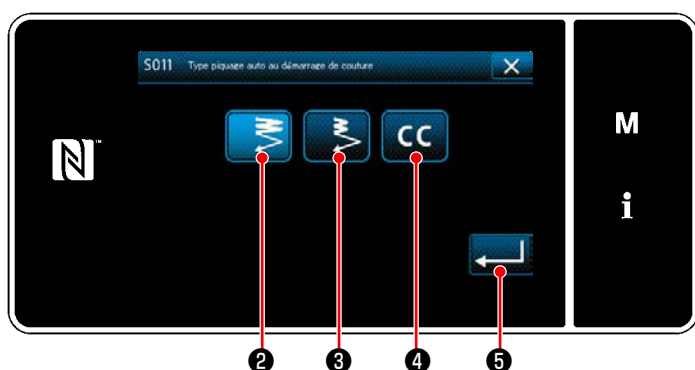 S011 Type piquage auto au démarrage de couture
CC
M
i
❷ ❸ ❹ ❺